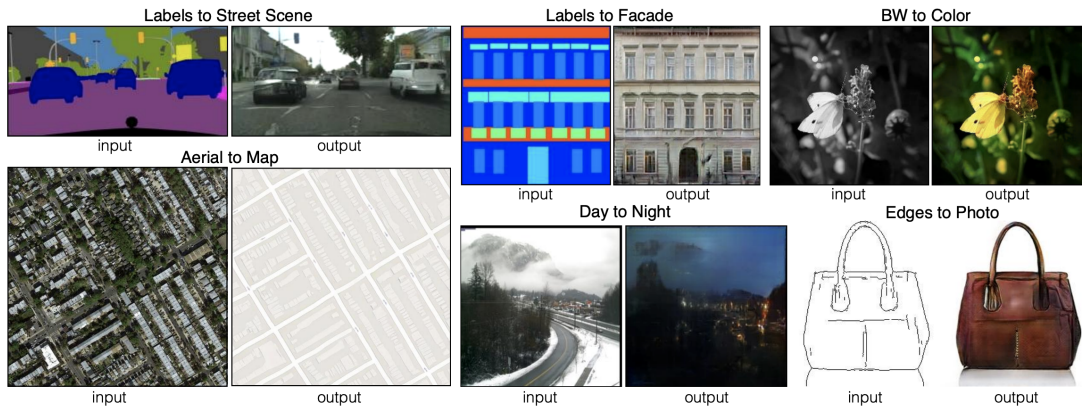 Labels to Street Scene
input
output
Aerial to Map
input
output
Labels to Facade
input
output
BW to Color
input
output
Day to Night
input
output
Edges to Photo
input
output